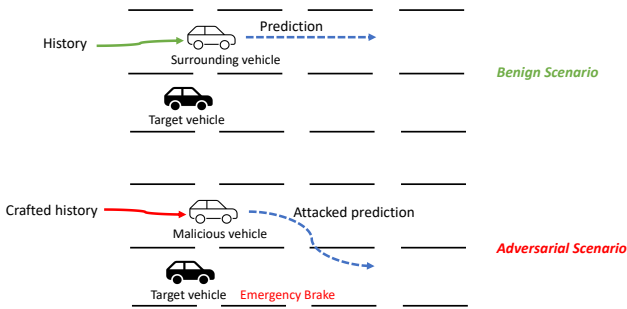 Prediction
History
Surrounding vehicle
Benign Scenario
Target vehicle
Crafted history
Attacked prediction
Malicious vehicle
Adversarial Scenario
Target vehicle Emergency Brake